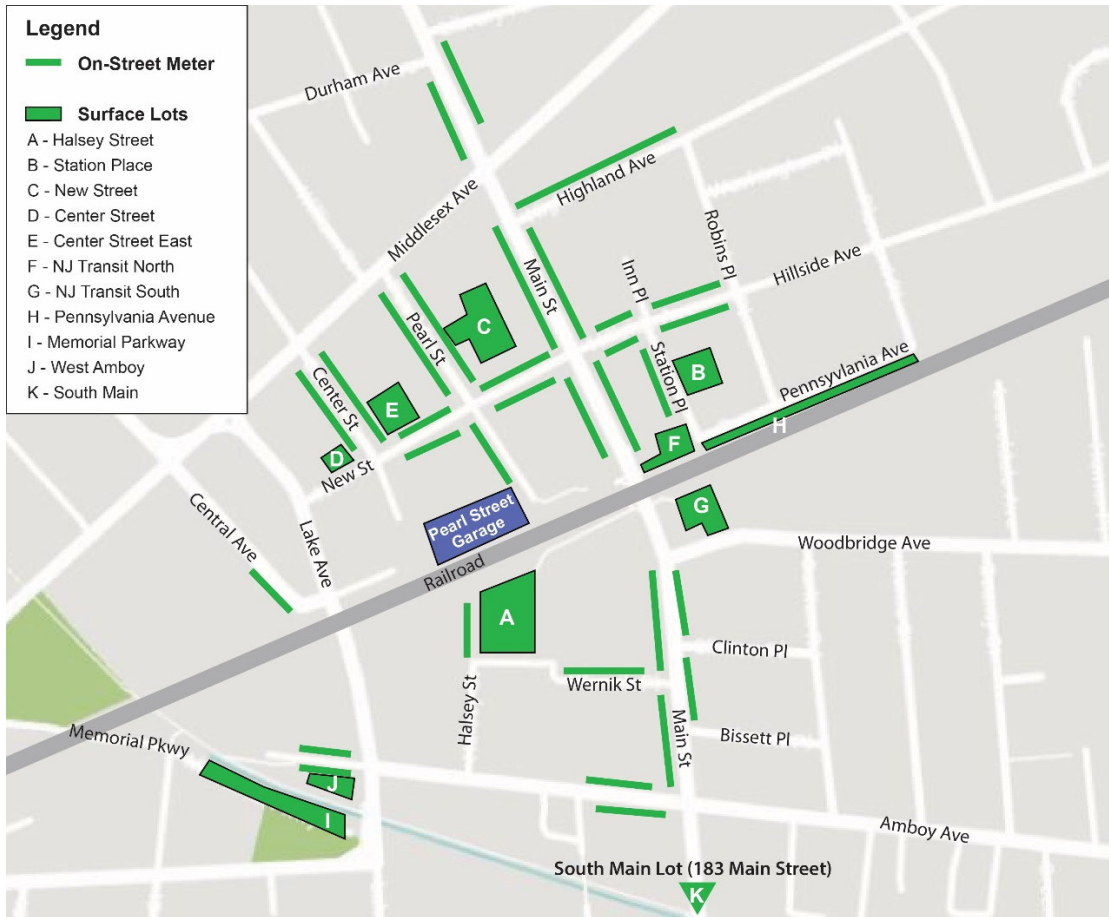 Legend
On-Street Meter
Surface Lots
A - Halsey Street
B - Station Place
C - New Street
D - Center Street
E - Center Street East
F - NJ Transit North
G - NJ Transit South
H - Pennsylvania Avenue
I - Memorial Parkway
J - West Amboy
K - South Main
Durham Ave
Middlesex Ave
Highland Ave
Main St
Robins Pl
Inn Pl
Hillside Ave
Pearl St
C
Center St
E
Station Pl
B
Pennsyvlania Ave
H
F
D
New St
G
Pearl Street
Garage
Central Ave
Lake Ave
Railroad
Woodbridge Ave
A
Clinton Pl
Wernik St
Halsey St
Main St
Bissett Pl
Memorial Pkwy
J
I
Amboy Ave
South Main Lot (183 Main Street)
K